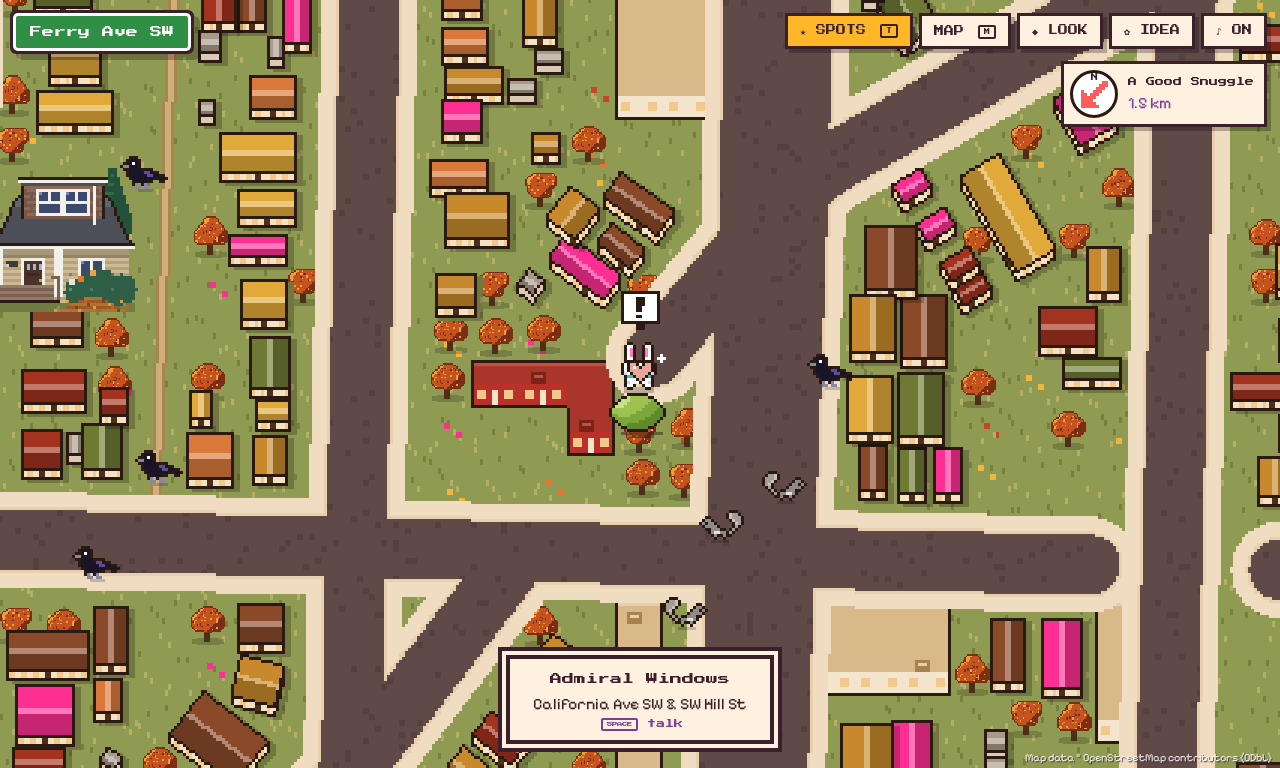 Ferry Ave SW
★ SPOTS T
MAP M
◆ LOOK
✿ IDEA
♪ ON
N
A Good Snuggle
1.8 km
!
Admiral Windows
California Ave SW & SW Hill St
SPACE talk
Map data © OpenStreetMap contributors (ODbL)